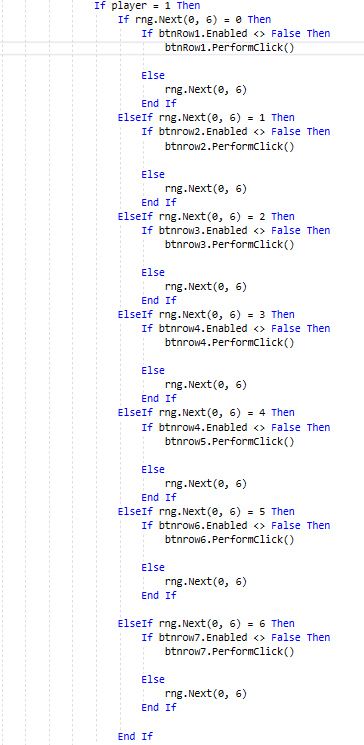 If player = 1 Then
If rng.Next(0, 6) = 0 Then
If btnRow1.Enabled <> False Then
btnRow1.PerformClick()
Else
rng.Next(0, 6)
End If
ElseIf rng.Next(0, 6) = 1 Then
If btnrow2.Enabled <> False Then
btnrow2.PerformClick()
Else
rng.Next(0, 6)
End If
ElseIf rng.Next(0, 6) = 2 Then
If btnrow3.Enabled <> False Then
btnrow3.PerformClick()
Else
rng.Next(0, 6)
End If
ElseIf rng.Next(0, 6) = 3 Then
If btnrow4.Enabled <> False Then
btnrow4.PerformClick()
Else
rng.Next(0, 6)
End If
ElseIf rng.Next(0, 6) = 4 Then
If btnrow4.Enabled <> False Then
btnrow5.PerformClick()
Else
rng.Next(0, 6)
End If
ElseIf rng.Next(0, 6) = 5 Then
If btnrow6.Enabled <> False Then
btnrow6.PerformClick()
Else
rng.Next(0, 6)
End If
ElseIf rng.Next(0, 6) = 6 Then
If btnrow7.Enabled <> False Then
btnrow7.PerformClick()
Else
rng.Next(0, 6)
End If
End If